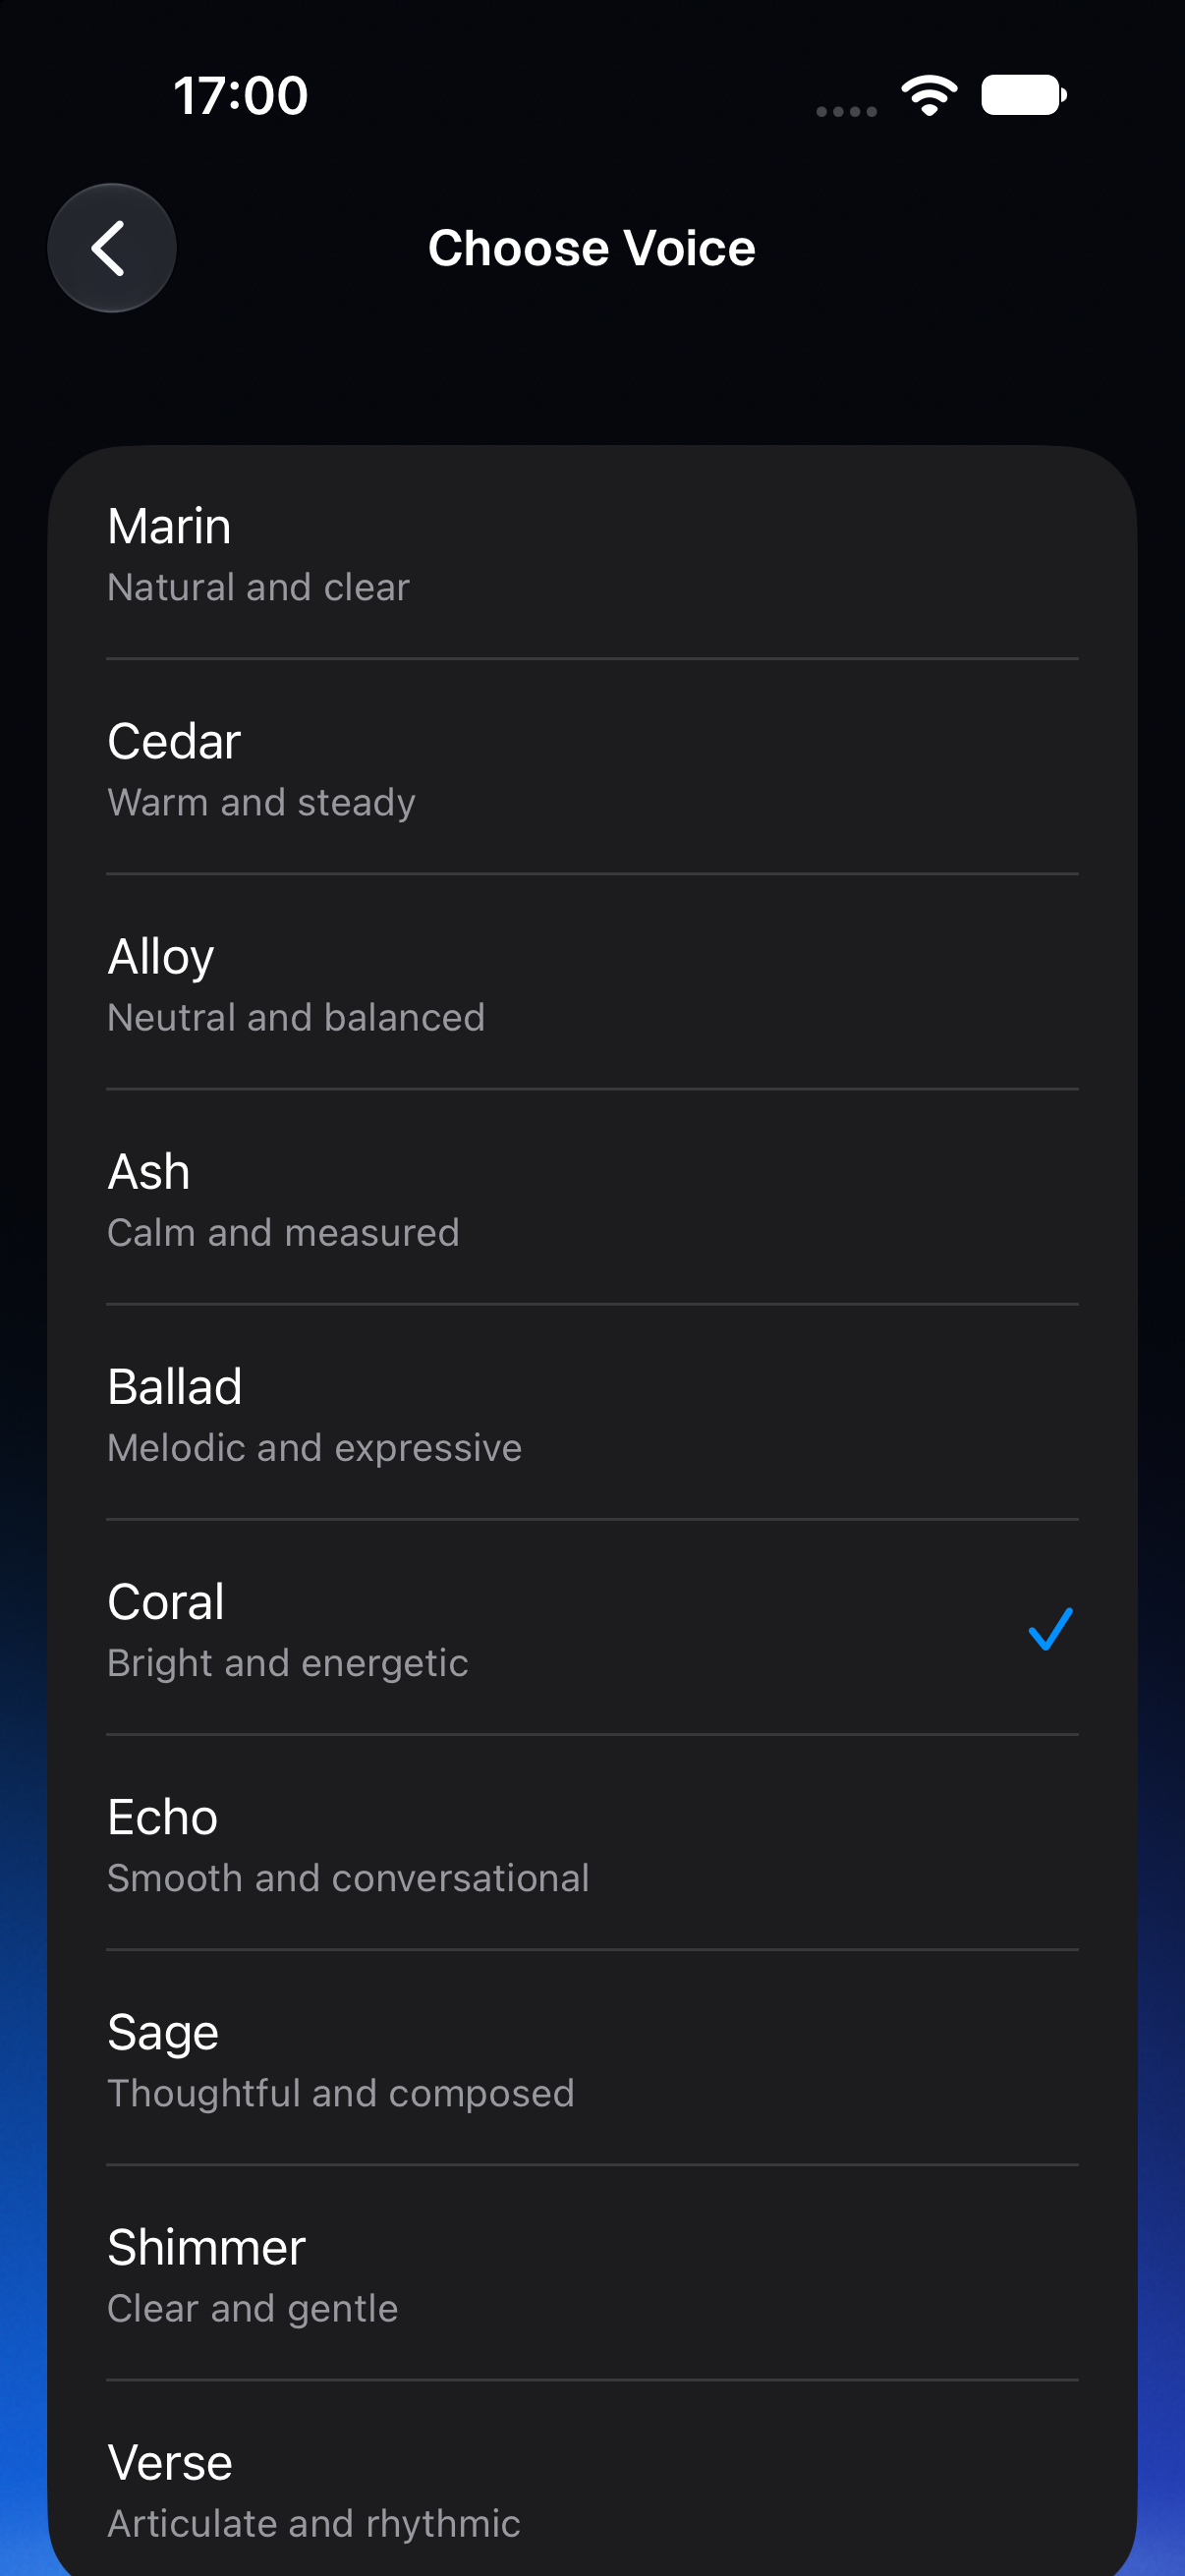 17:00
Choose Voice
Marin
Natural and clear
Cedar
Warm and steady
Alloy
Neutral and balanced
Ash
Calm and measured
Ballad
Melodic and expressive
Coral
Bright and energetic
Echo
Smooth and conversational
Sage
Thoughtful and composed
Shimmer
Clear and gentle
Verse
Articulate and rhythmic